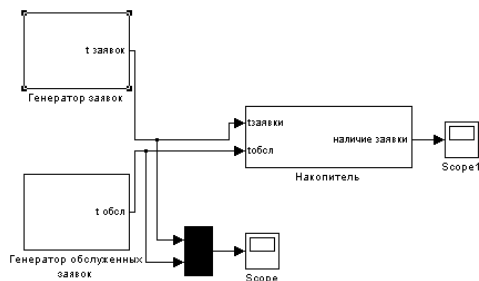 t заявок
Генератор заявок
tзаявки
наличие заявки
tобсл
Накопитель
Scope1
t обсл
Генератор обслуженных
заявок
Scope